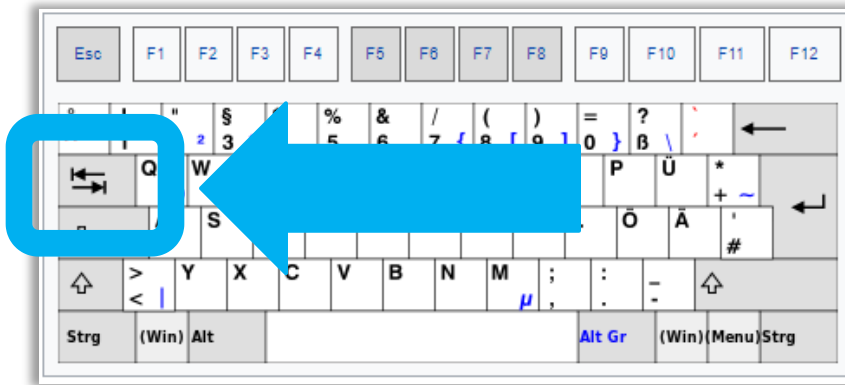 Esc F1 F2 F3 F4 F5 F6 F7 F8 F9 F10 F11 F12
° ! " § % & / ( ) = ? `
² 3 5 6 7 { 8 [ 9 ] 0 } ß \ ´
Q W P Ü *
+ ~
A S Ö Ä '
#
> Y X C V B N M ; : _
< | µ , . -
Strg (Win) Alt Alt Gr (Win) (Menu) Strg